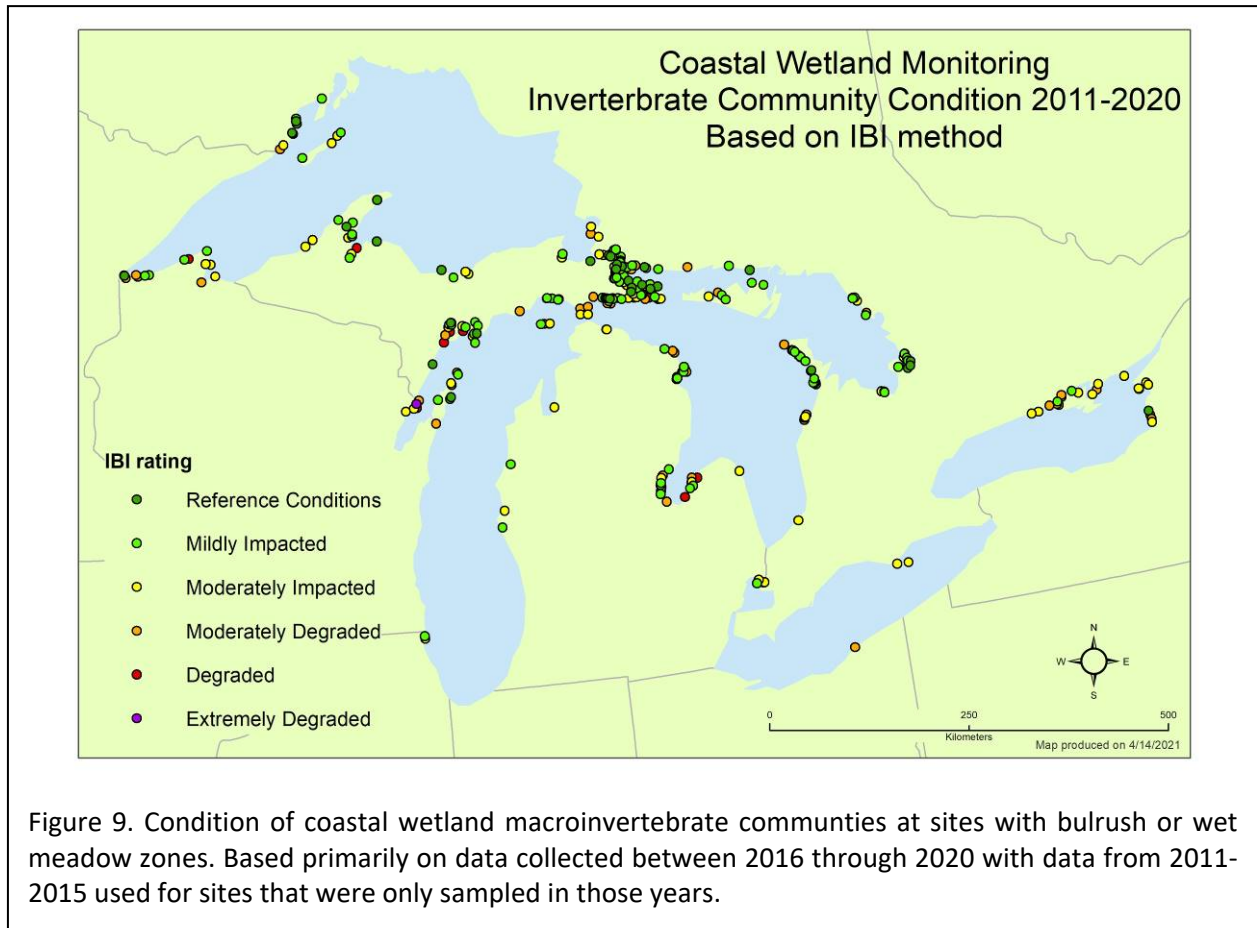 Coastal Wetland Monitoring
Inverterbrate Community Condition 2011-2020
Based on IBI method
IBI rating
Reference Conditions
Mildly Impacted
Moderately Impacted
Moderately Degraded
Degraded
Extremely Degraded
N
W E
S
0 250 500
Kilometers
Map produced on 4/14/2021
Figure 9. Condition of coastal wetland macroinvertebrate communties at sites with bulrush or wet
meadow zones. Based primarily on data collected between 2016 through 2020 with data from 2011-
2015 used for sites that were only sampled in those years.